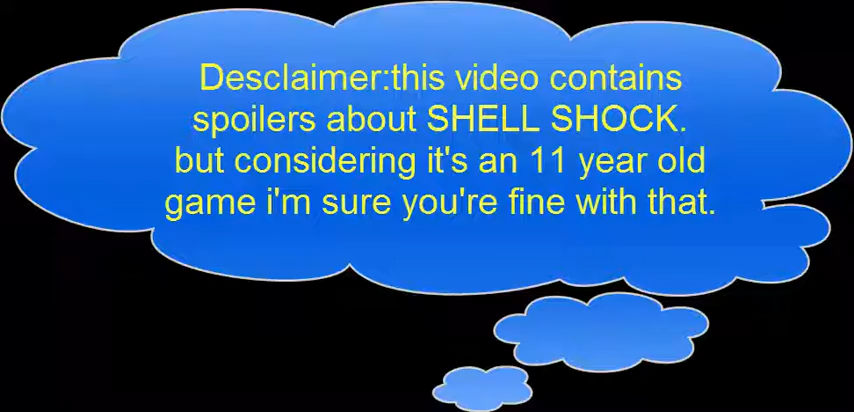 Desclaimer:this video contains
spoilers about SHELL SHOCK.
but considering it's an 11 year old
game i'm sure you're fine with that.